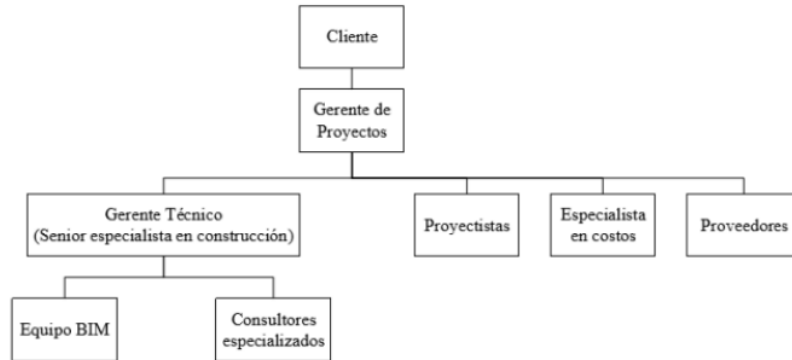 Cliente
Gerente de
Proyectos
Gerente Técnico
(Senior especialista en construcción)
Proyectistas
Especialista
en costos
Proveedores
Equipo BIM
Consultores
especializados